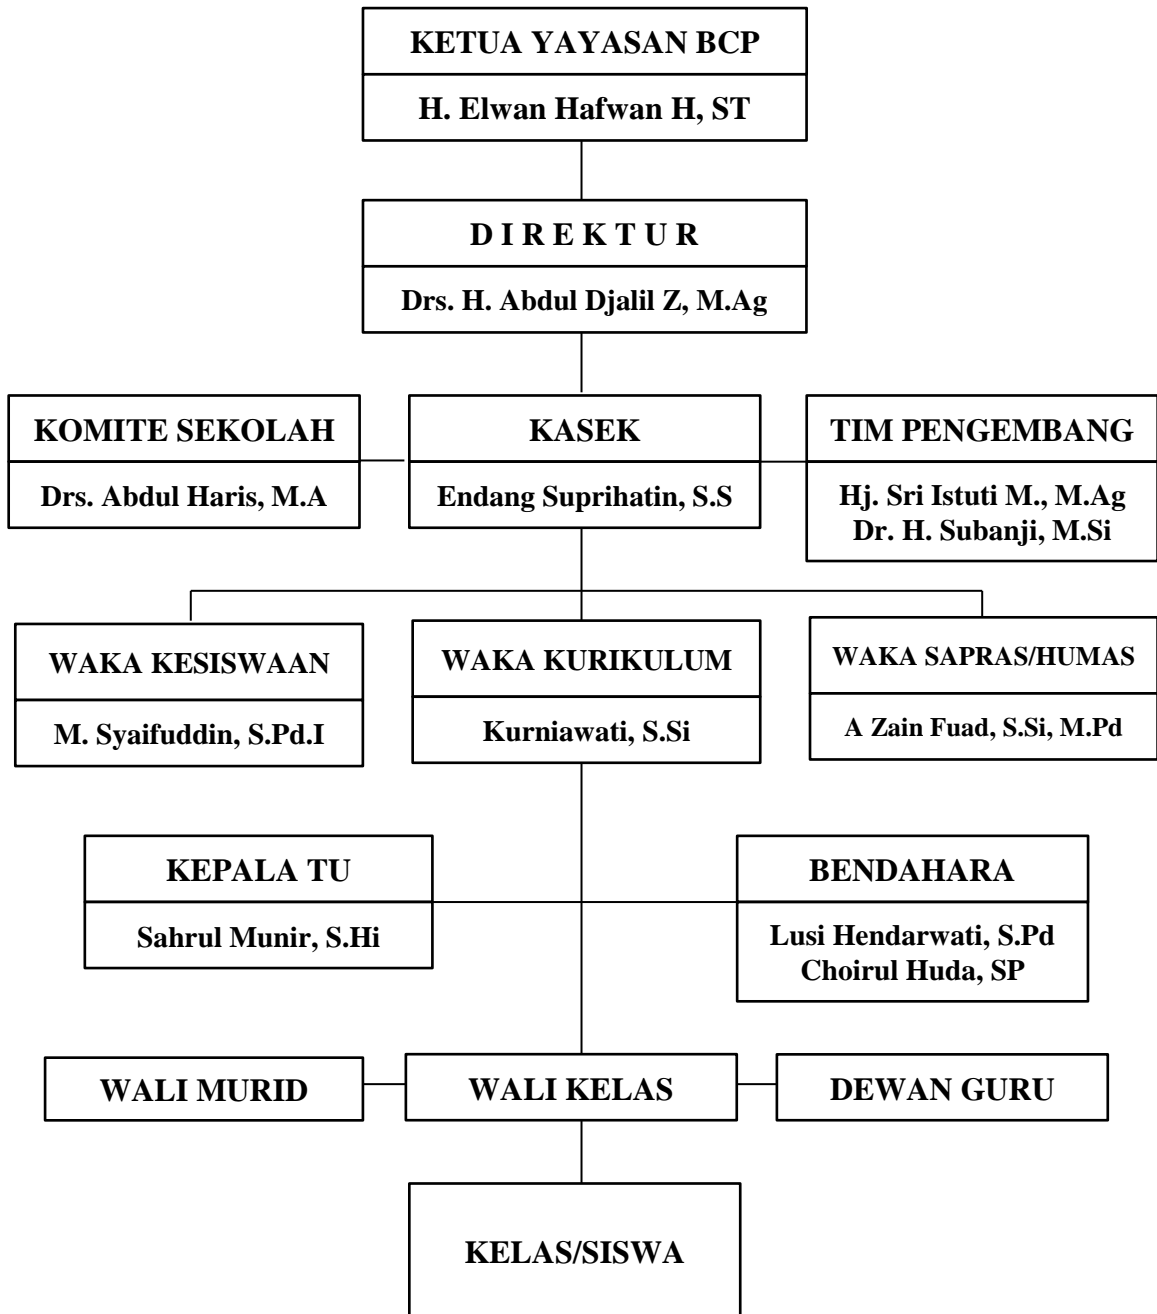 KETUA YAYASAN BCP
H. Elwan Hafwan H, ST
D I R E K T U R
Drs. H. Abdul Djalil Z, M.Ag
KOMITE SEKOLAH
Drs. Abdul Haris, M.A
KASEK
Endang Suprihatin, S.S
TIM PENGEMBANG
Hj. Sri Istuti M., M.Ag
Dr. H. Subanji, M.Si
WAKA KESISWAAN
M. Syaifuddin, S.Pd.I
WAKA KURIKULUM
Kurniawati, S.Si
WAKA SAPRAS/HUMAS
A Zain Fuad, S.Si, M.Pd
KEPALA TU
Sahrul Munir, S.Hi
BENDAHARA
Lusi Hendarwati, S.Pd
Choirul Huda, SP
WALI MURID
WALI KELAS
DEWAN GURU
KELAS/SISWA